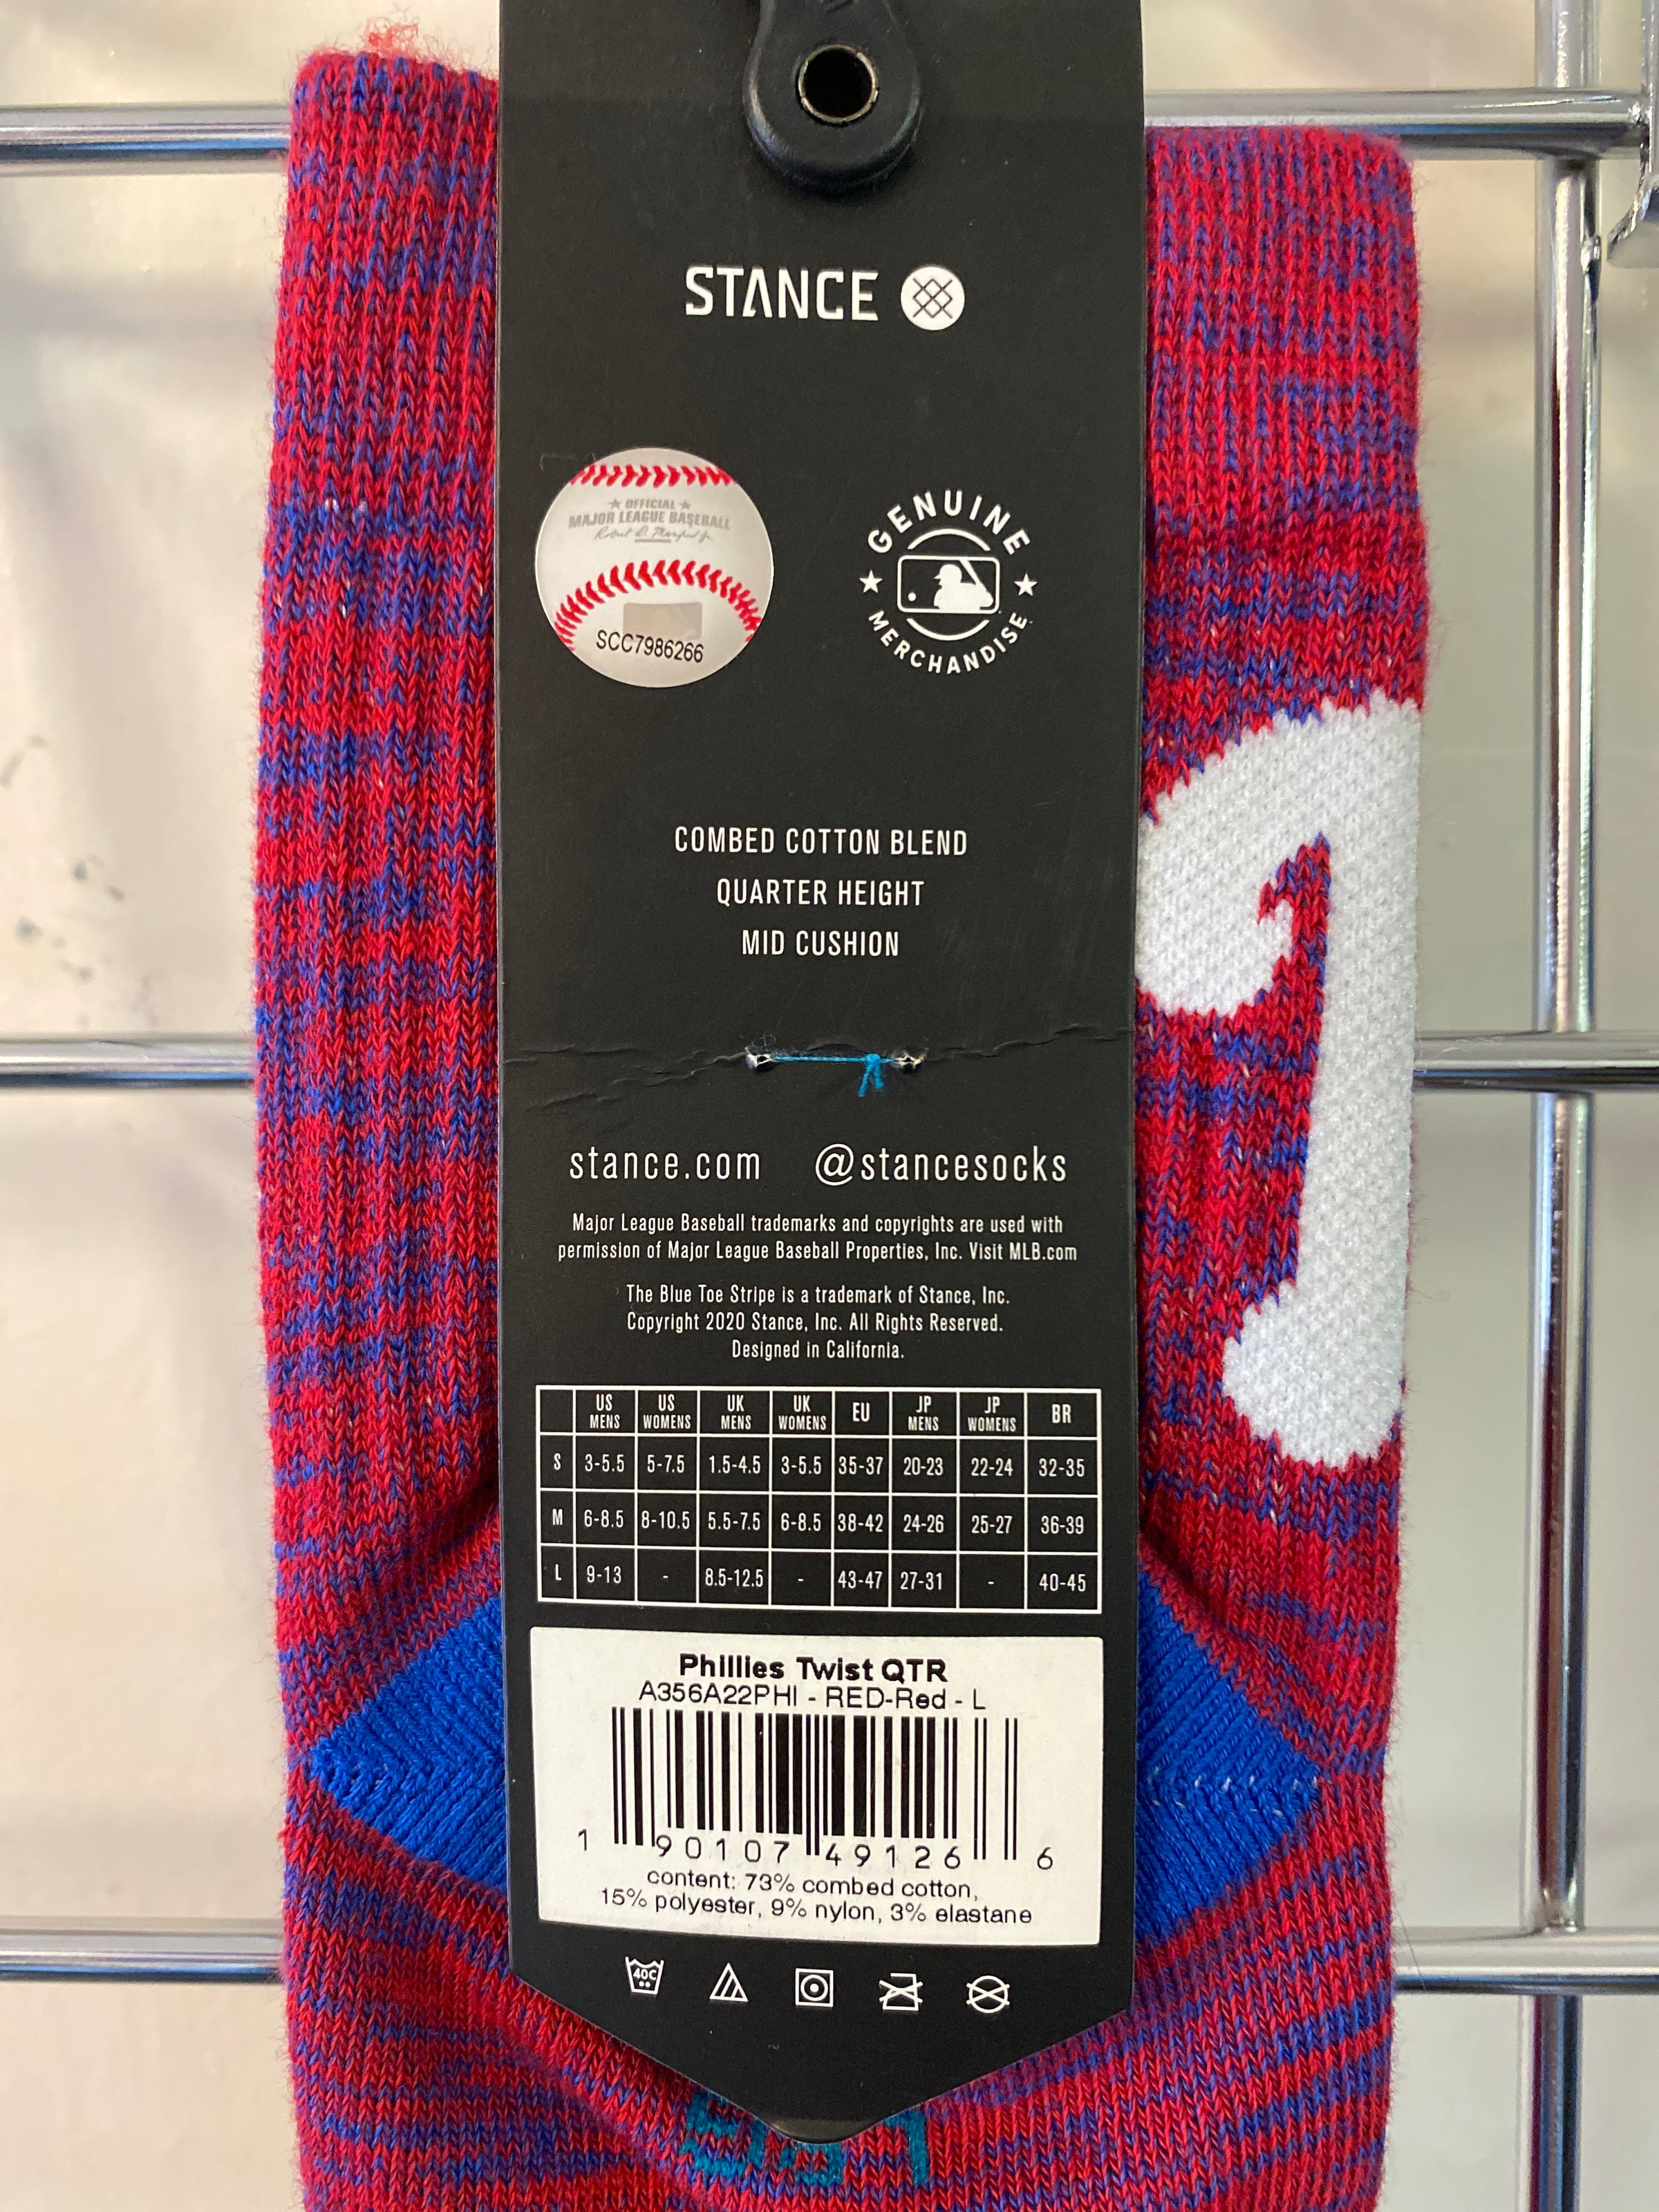 STANCE
★ OFFICIAL ★
MAJOR LEAGUE BASEBALL
SCC7986266
GENUINE
MERCHANDISE
COMBED COTTON BLEND
QUARTER HEIGHT
MID CUSHION
stance.com @stancesocks
Major League Baseball trademarks and copyrights are used with
permission of Major League Baseball Properties, Inc. Visit MLB.com
The Blue Toe Stripe is a trademark of Stance, Inc.
Copyright 2020 Stance, Inc. All Rights Reserved.
Designed in California.
US MENS US WOMENS UK MENS UK WOMENS EU JP MENS JP WOMENS BR
S 3-5.5 5-7.5 1.5-4.5 3-5.5 35-37 20-23 22-24 32-35
M 6-8.5 8-10.5 5.5-7.5 6-8.5 38-42 24-26 25-27 36-39
L 9-13 - 8.5-12.5 - 43-47 27-31 - 40-45
Phillies Twist QTR
A356A22PHI - RED-Red - L
1 90107 49126 6
content: 73% combed cotton,
15% polyester, 9% nylon, 3% elastane
40C